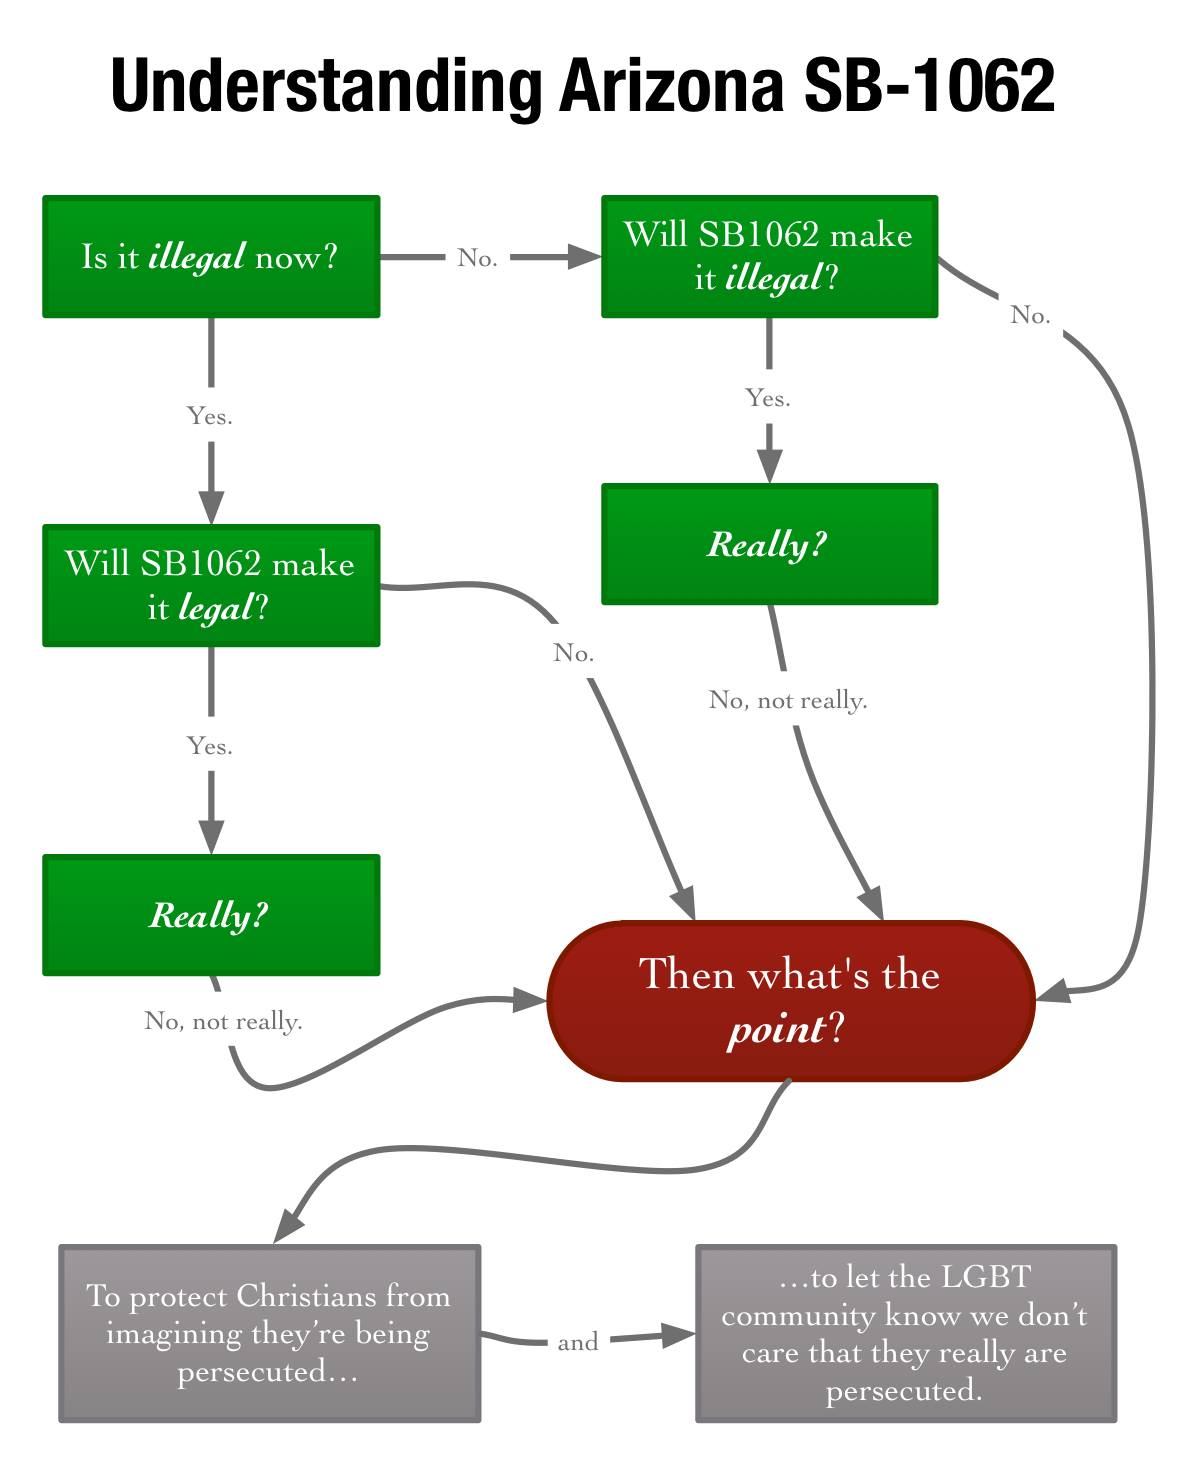 Understanding Arizona SB-1062
Is it illegal now?
No.
Will SB1062 make
it illegal?
No.
Yes.
Yes.
Really?
Will SB1062 make
it legal?
No.
No, not really.
Yes.
Really?
No, not really.
Then what's the
point?
To protect Christians from
imagining they’re being
persecuted…
and
…to let the LGBT
community know we don’t
care that they really are
persecuted.